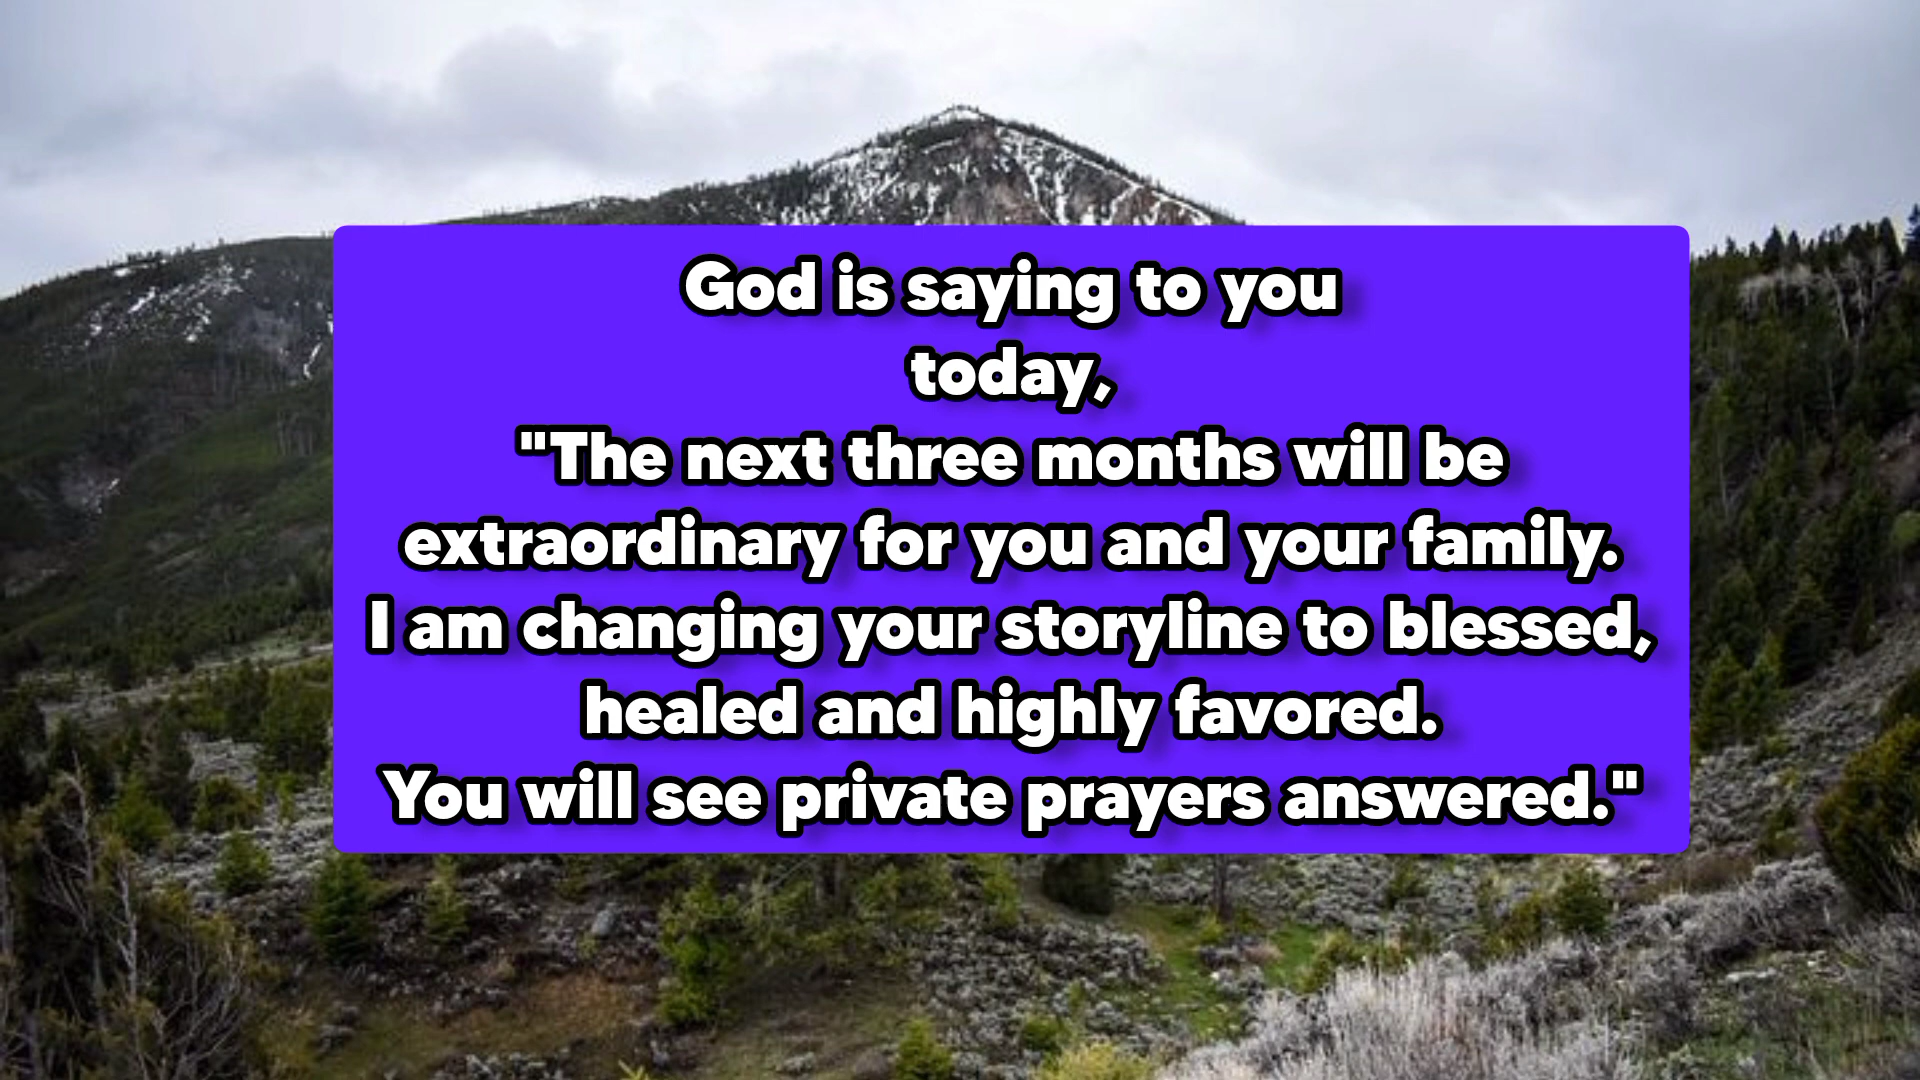 God is saying to you
today,
"The next three months will be
extraordinary for you and your family.
I am changing your storyline to blessed,
healed and highly favored.
You will see private prayers answered."